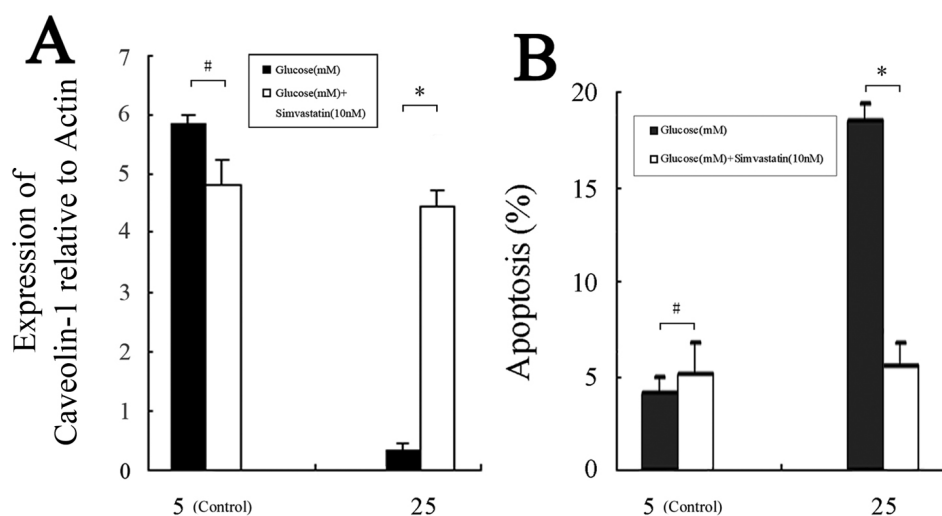 A
Expression of
Caveolin-1 relative to Actin
7
6
5
4
3
2
1
0
#
*
Glucose(mM)
Glucose(mM)+
Simvastatin(10nM)
5 (Control)
25
B
Apoptosis (%)
20
15
10
5
0
#
*
Glucose(mM)
Glucose(mM)+Simvastatin(10nM)
5 (Control)
25